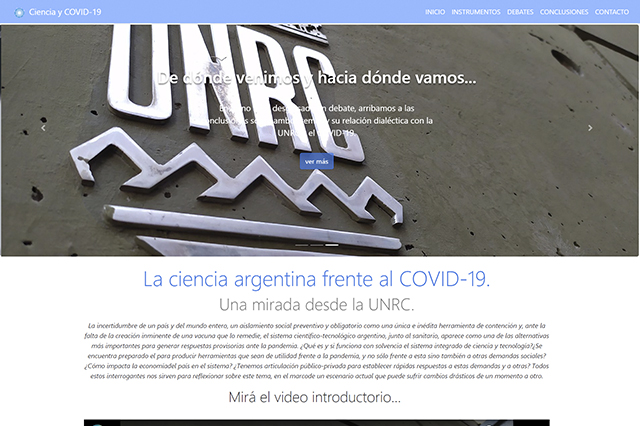 Ciencia y COVID-19
INICIO INSTRUMENTOS DEBATES CONCLUSIONES CONTACTO
UNRC
De dónde venimos y hacia dónde vamos...
debate, arribamos a las
y su relación dialéctica con la
el COVID-19.
ver más
La ciencia argentina frente al COVID-19.
Una mirada desde la UNRC.
La incertidumbre de un país y del mundo entero, un aislamiento social preventivo y obligatorio como una única e inédita herramienta de contención y, ante la
falta de la creación inminente de una vacuna que lo remedie, el sistema científico-tecnológico argentino, junto al sanitario, aparece como una de las alternativas
más importantes para generar respuestas provisorias ante la pandemia. ¿Qué es y si funciona con solvencia el sistema integrado de ciencia y tecnología?¿Se
encuentra preparado el para producir herramientas que sean de utilidad frente a la pandemia, y no sólo frente a esta sino también a otras demandas sociales?
¿Cómo impacta la economíadel país en el sistema? ¿Tenemos articulación público-privada para establecer rápidas respuestas a estas demandas y a otras? Todos
estos interrogantes nos sirven para reflexionar sobre este tema, en el marcode un escenario actual que puede sufrir cambios drásticos de un momento a otro.
Mirá el video introductorio...